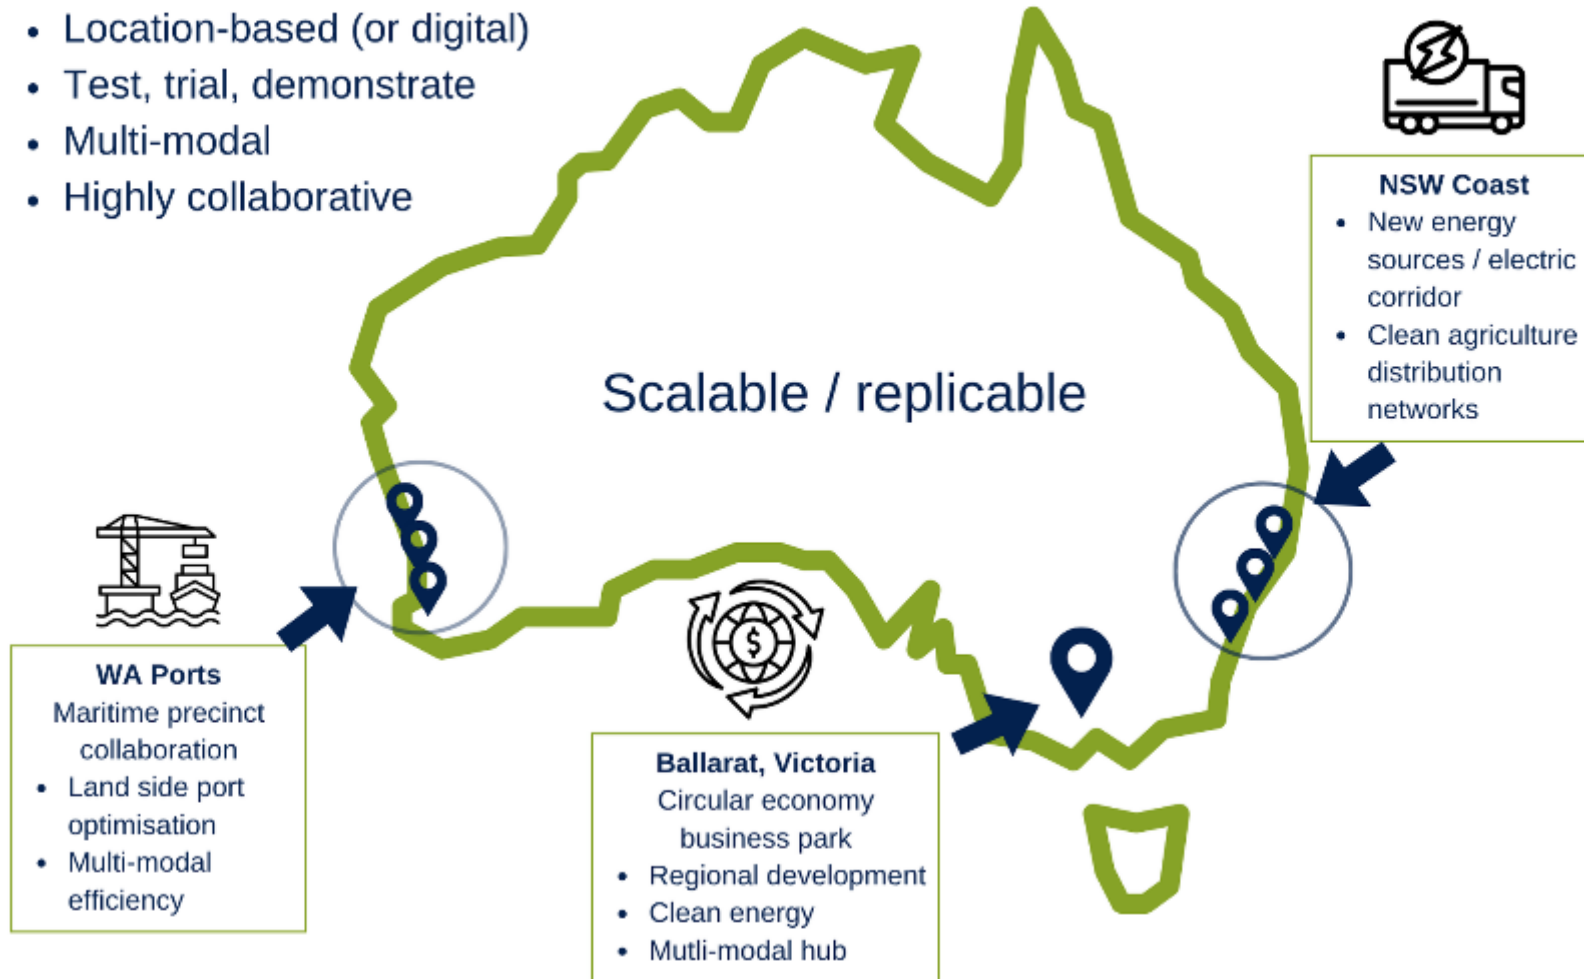 • Location-based (or digital)
• Test, trial, demonstrate
• Multi-modal
• Highly collaborative
NSW Coast
• New energy
sources / electric
corridor
• Clean agriculture
distribution
networks
Scalable / replicable
WA Ports
Maritime precinct
collaboration
• Land side port
optimisation
• Multi-modal
efficiency
$
Ballarat, Victoria
Circular economy
business park
• Regional development
• Clean energy
• Mutli-modal hub